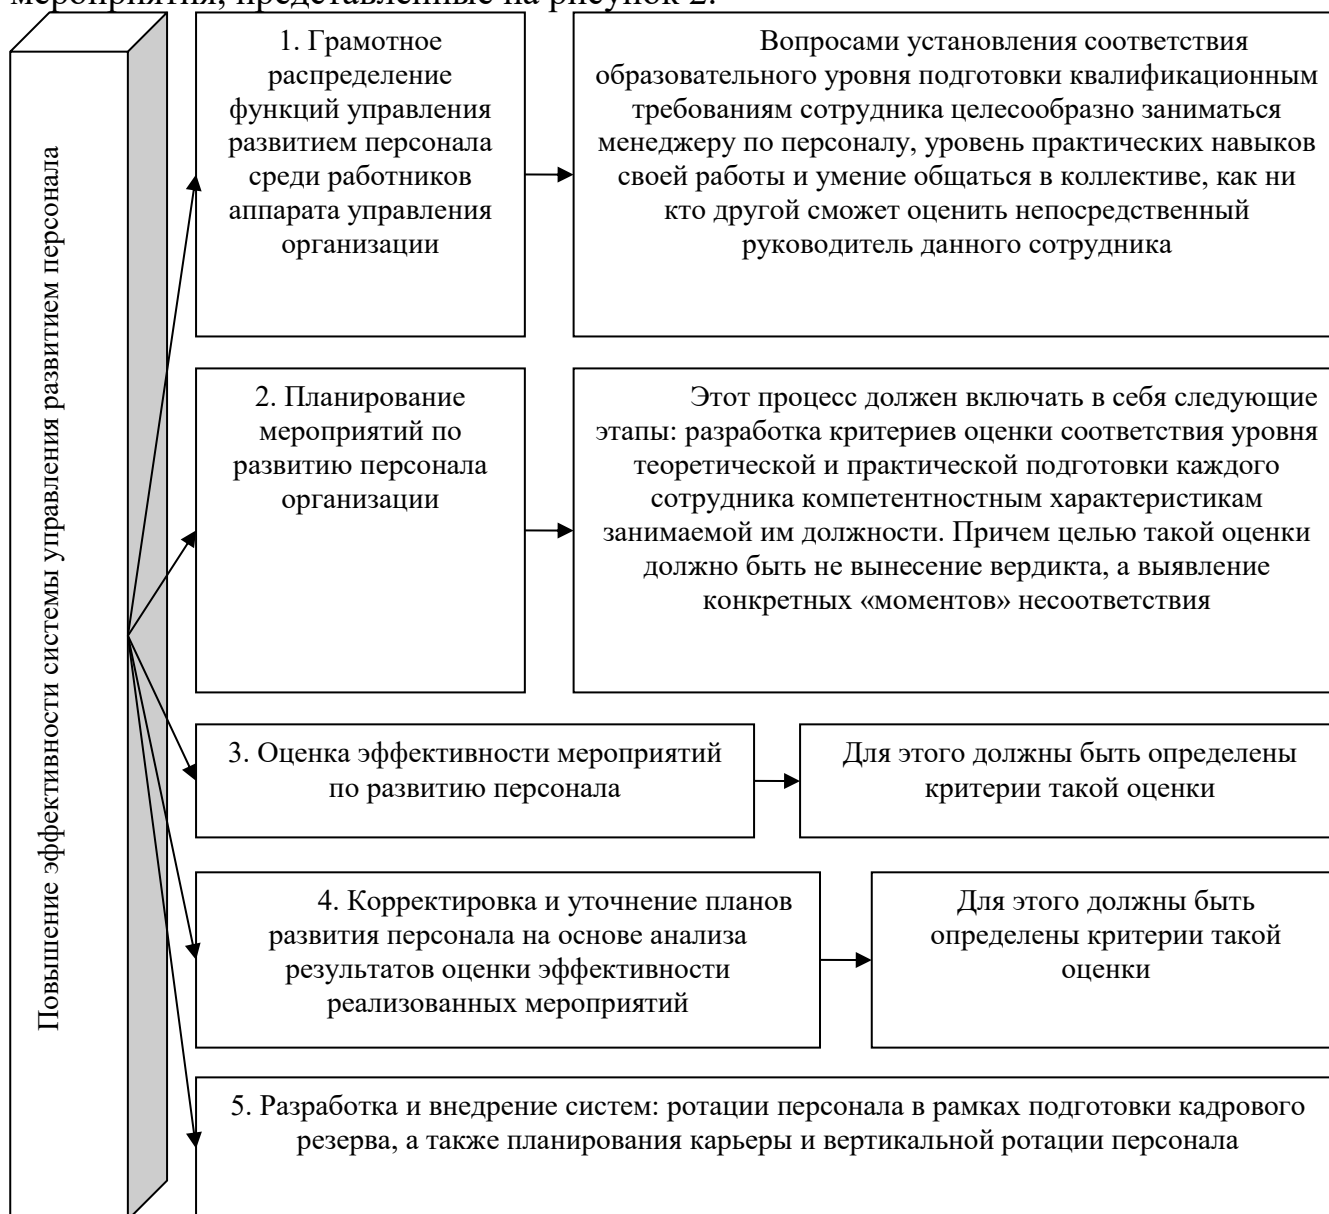 мероприятия, представленные на рисунок 2.
Повышение эффективности системы управления развитием персонала
1. Грамотное
распределение
функций управления
развитием персонала
среди работников
аппарата управления
организации
Вопросами установления соответствия
образовательного уровня подготовки квалификационным
требованиям сотрудника целесообразно заниматься
менеджеру по персоналу, уровень практических навыков
своей работы и умение общаться в коллективе, как ни
кто другой сможет оценить непосредственный
руководитель данного сотрудника
2. Планирование
мероприятий по
развитию персонала
организации
Этот процесс должен включать в себя следующие
этапы: разработка критериев оценки соответствия уровня
теоретической и практической подготовки каждого
сотрудника компетентностным характеристикам
занимаемой им должности. Причем целью такой оценки
должно быть не вынесение вердикта, а выявление
конкретных «моментов» несоответствия
3. Оценка эффективности мероприятий
по развитию персонала
Для этого должны быть определены
критерии такой оценки
4. Корректировка и уточнение планов
развития персонала на основе анализа
результатов оценки эффективности
реализованных мероприятий
Для этого должны быть
определены критерии такой
оценки
5. Разработка и внедрение систем: ротации персонала в рамках подготовки кадрового
резерва, а также планирования карьеры и вертикальной ротации персонала